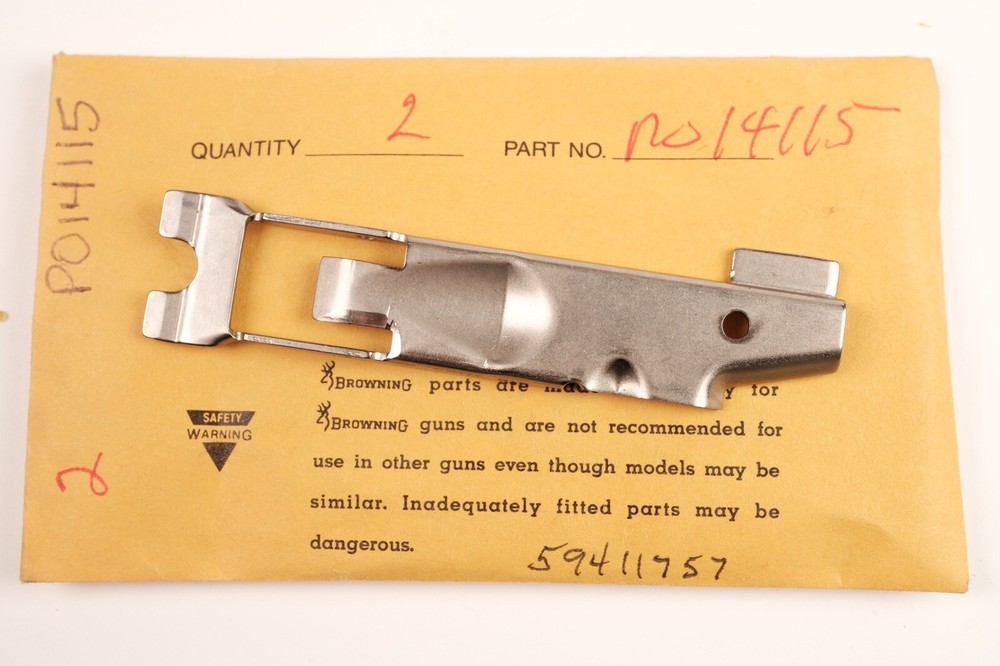 P014115
QUANTITY 2 PART NO. P014115
BROWNING parts are made y for
SAFETY
WARNING
BROWNING guns and are not recommended for
use in other guns even though models may be
similar. Inadequately fitted parts may be
dangerous.
2
59411757